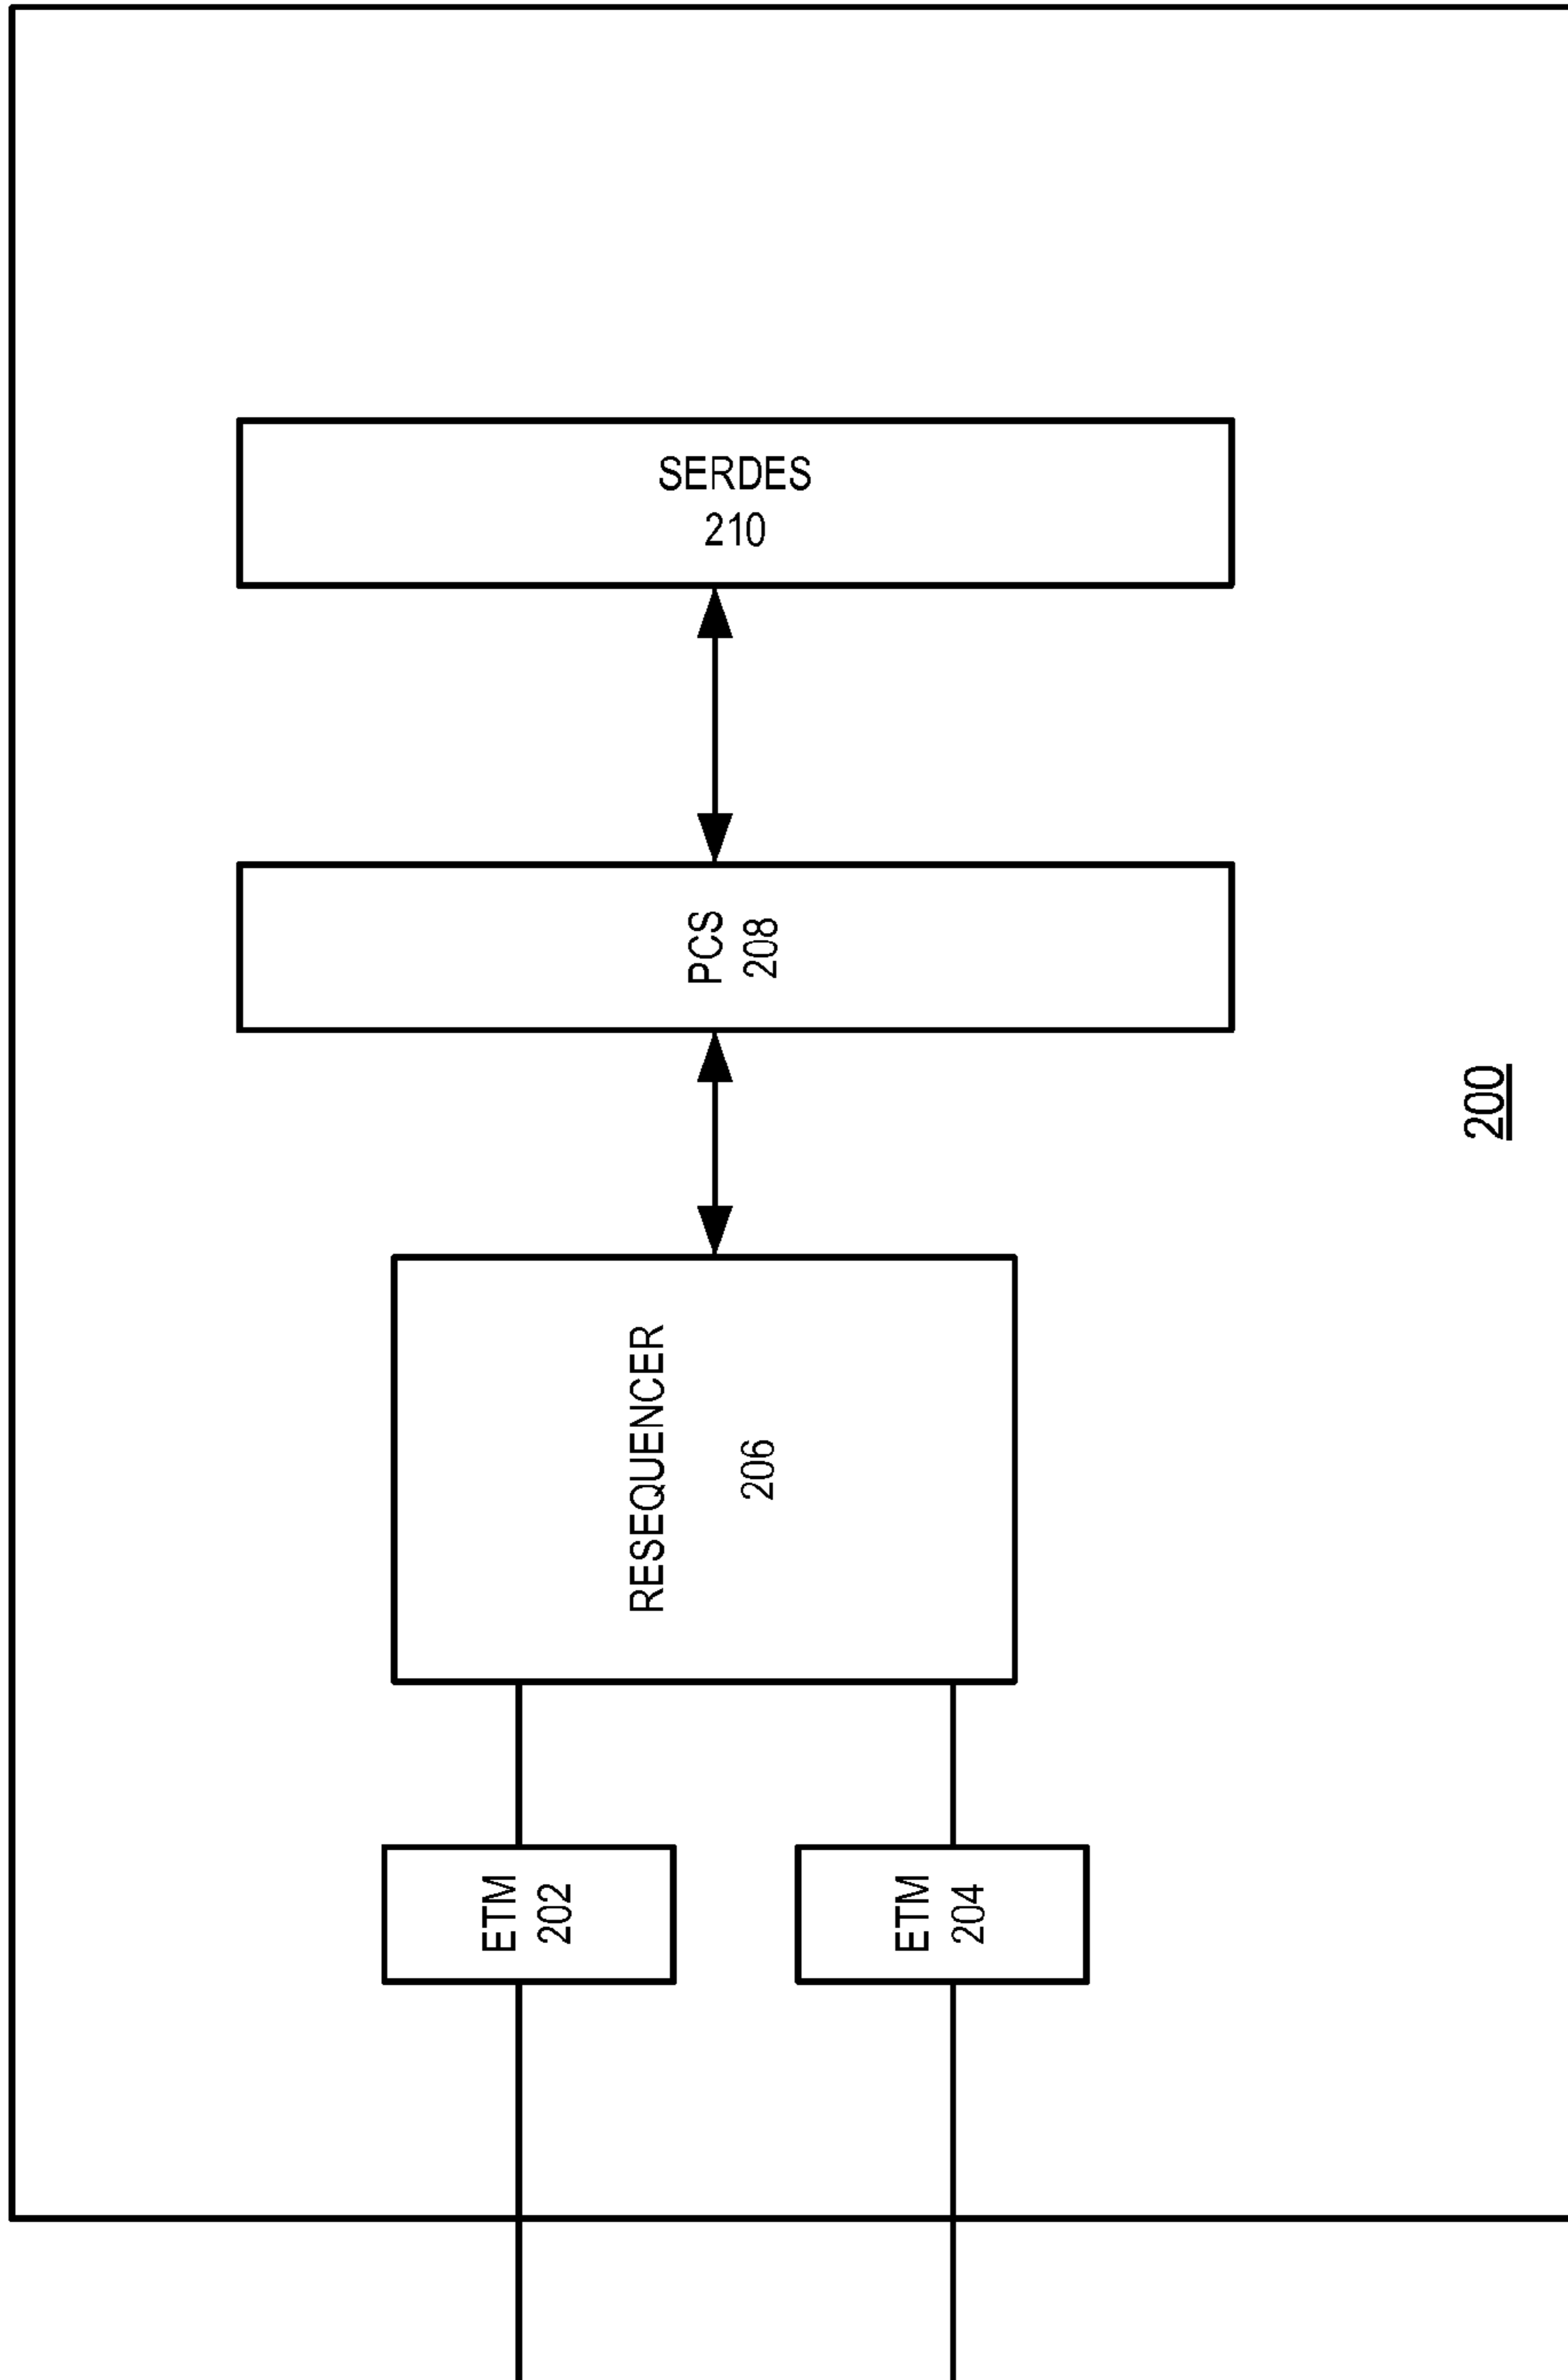 SERDES
210
PCS
208
RESEQUENCER
206
ETM
202
ETM
204
200